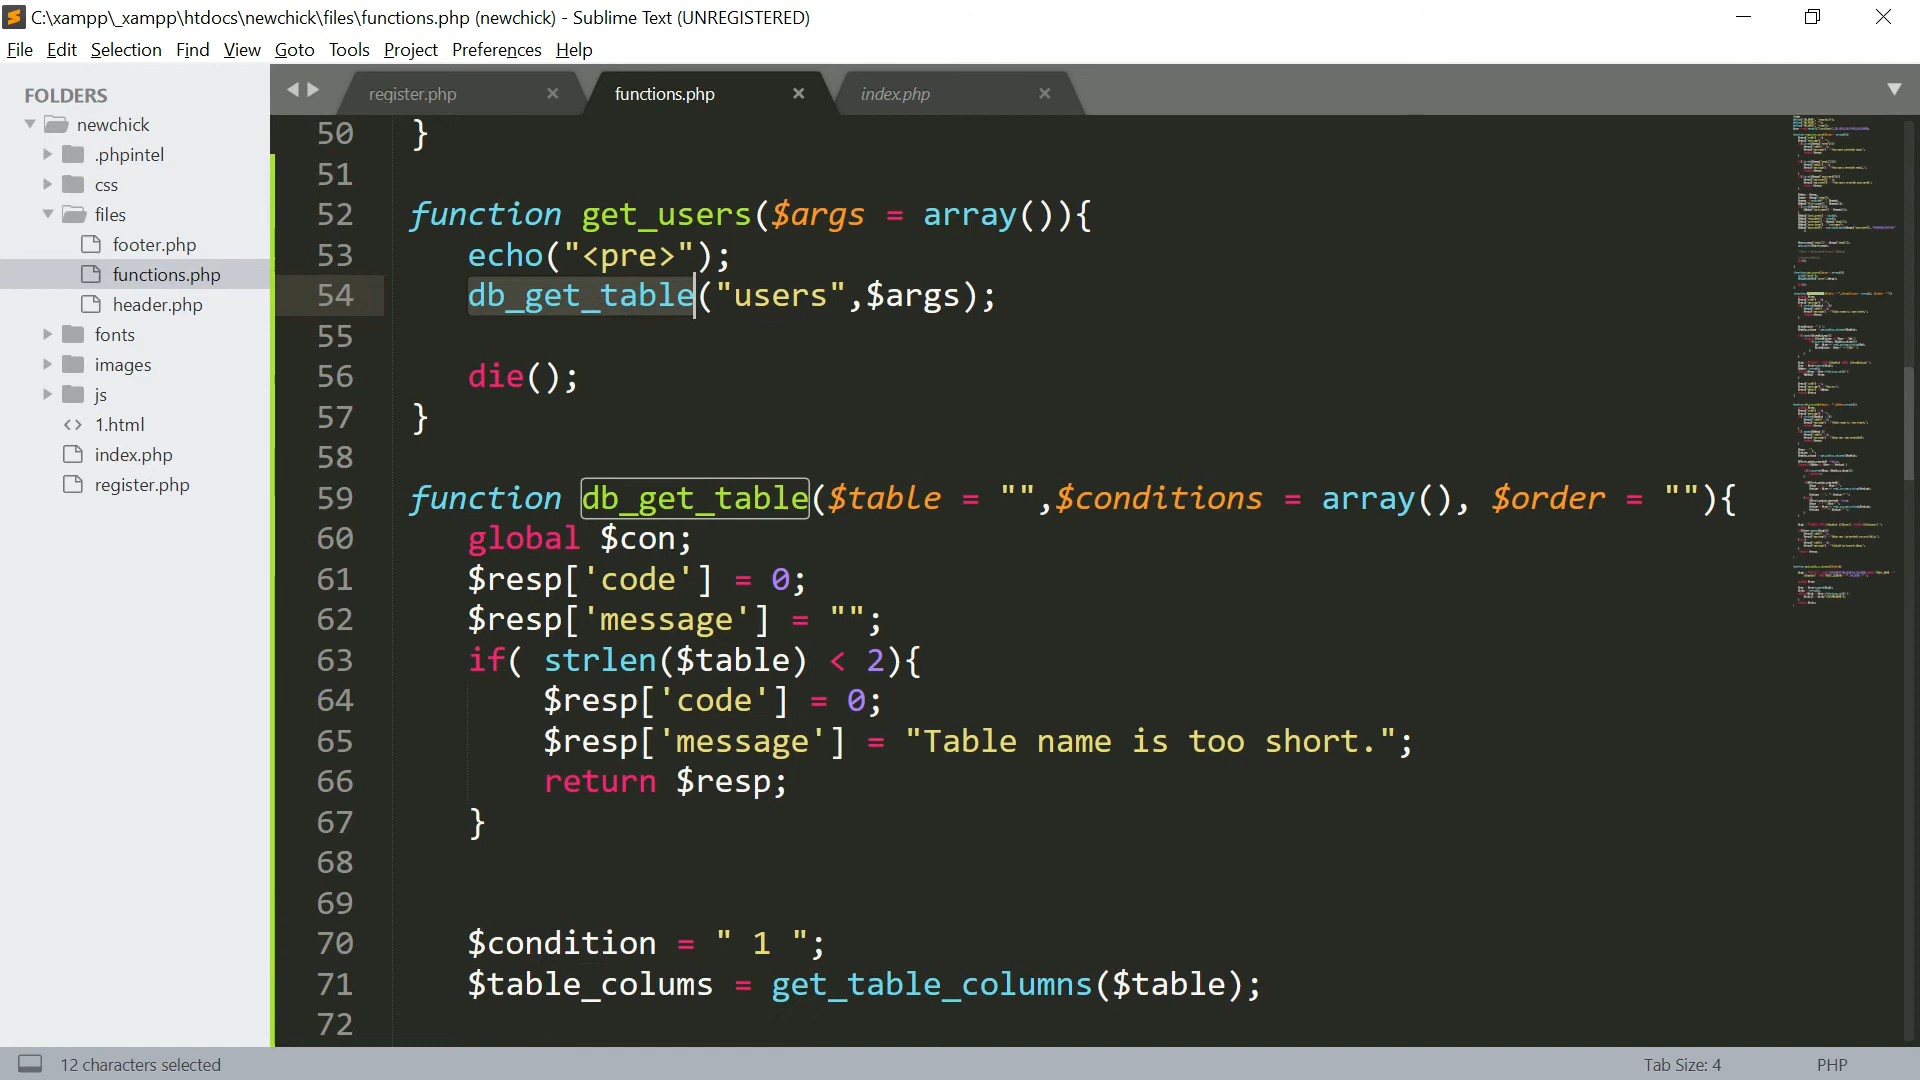 C:\xampp\_xampp\htdocs\newchick\files\functions.php (newchick) - Sublime Text (UNREGISTERED)
File Edit Selection Find View Goto Tools Project Preferences Help
FOLDERS
newchick
.phpintel
css
files
footer.php
functions.php
header.php
fonts
images
js
1.html
index.php
register.php
register.php functions.php index.php
50 }
51
52 function get_users($args = array()){
53 echo("<pre>");
54 db_get_table("users",$args);
55
56 die();
57 }
58
59 function db_get_table($table = "",$conditions = array(), $order = ""){
60 global $con;
61 $resp['code'] = 0;
62 $resp['message'] = "";
63 if( strlen($table) < 2){
64 $resp['code'] = 0;
65 $resp['message'] = "Table name is too short.";
66 return $resp;
67 }
68
69
70 $condition = " 1 ";
71 $table_colums = get_table_columns($table);
72
12 characters selected
Tab Size: 4
PHP